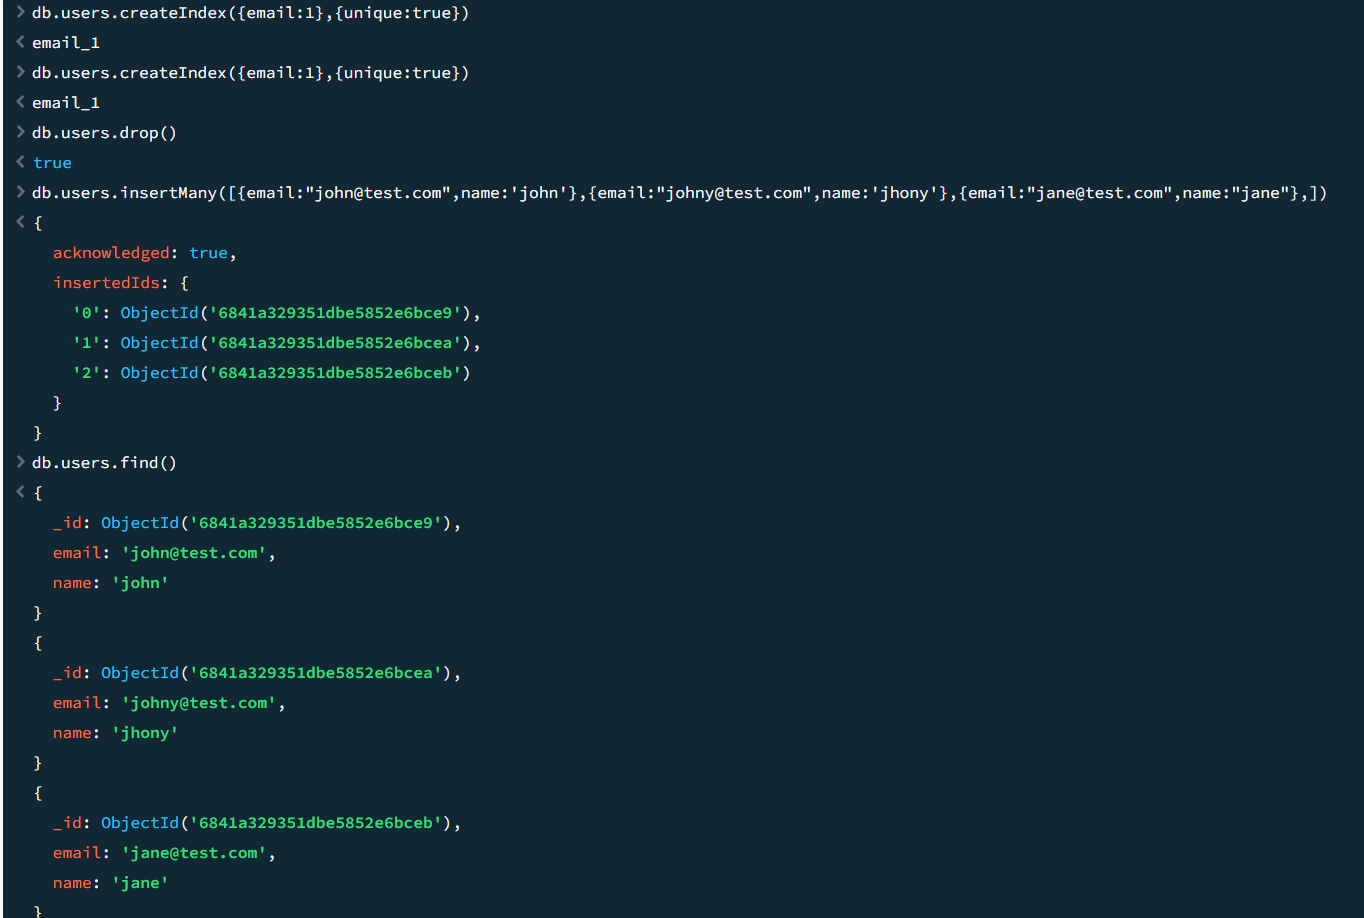 > db.users.createIndex({email:1},{unique:true})
< email_1
> db.users.createIndex({email:1},{unique:true})
< email_1
> db.users.drop()
< true
> db.users.insertMany([{email:"john@test.com",name:'john'},{email:"johny@test.com",name:'jhony'},{email:"jane@test.com",name:"jane"},])
< {
acknowledged: true,
insertedIds: {
'0': ObjectId('6841a329351dbe5852e6bce9'),
'1': ObjectId('6841a329351dbe5852e6bcea'),
'2': ObjectId('6841a329351dbe5852e6bceb')
}
}
> db.users.find()
< {
_id: ObjectId('6841a329351dbe5852e6bce9'),
email: 'john@test.com',
name: 'john'
}
{
_id: ObjectId('6841a329351dbe5852e6bcea'),
email: 'johny@test.com',
name: 'jhony'
}
{
_id: ObjectId('6841a329351dbe5852e6bceb'),
email: 'jane@test.com',
name: 'jane'
}